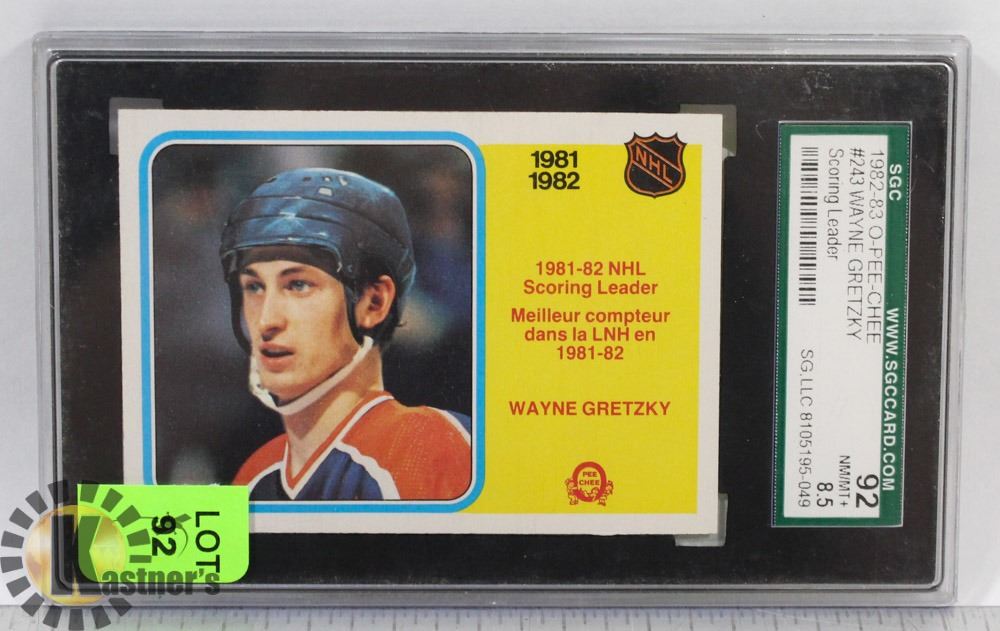 1981
1982
NHL
1981-82 NHL
Scoring Leader
Meilleur compteur
dans la LNH en
1981-82
WAYNE GRETZKY
PEE
CHEE
SGC
WWW.SGCCARD.COM
1982-83 O-PEE-CHEE
92
#243 WAYNE GRETZKY
NM/MT+
Scoring Leader
8.5
SG,LLC 8105195-049
LOT
92
Kastner's